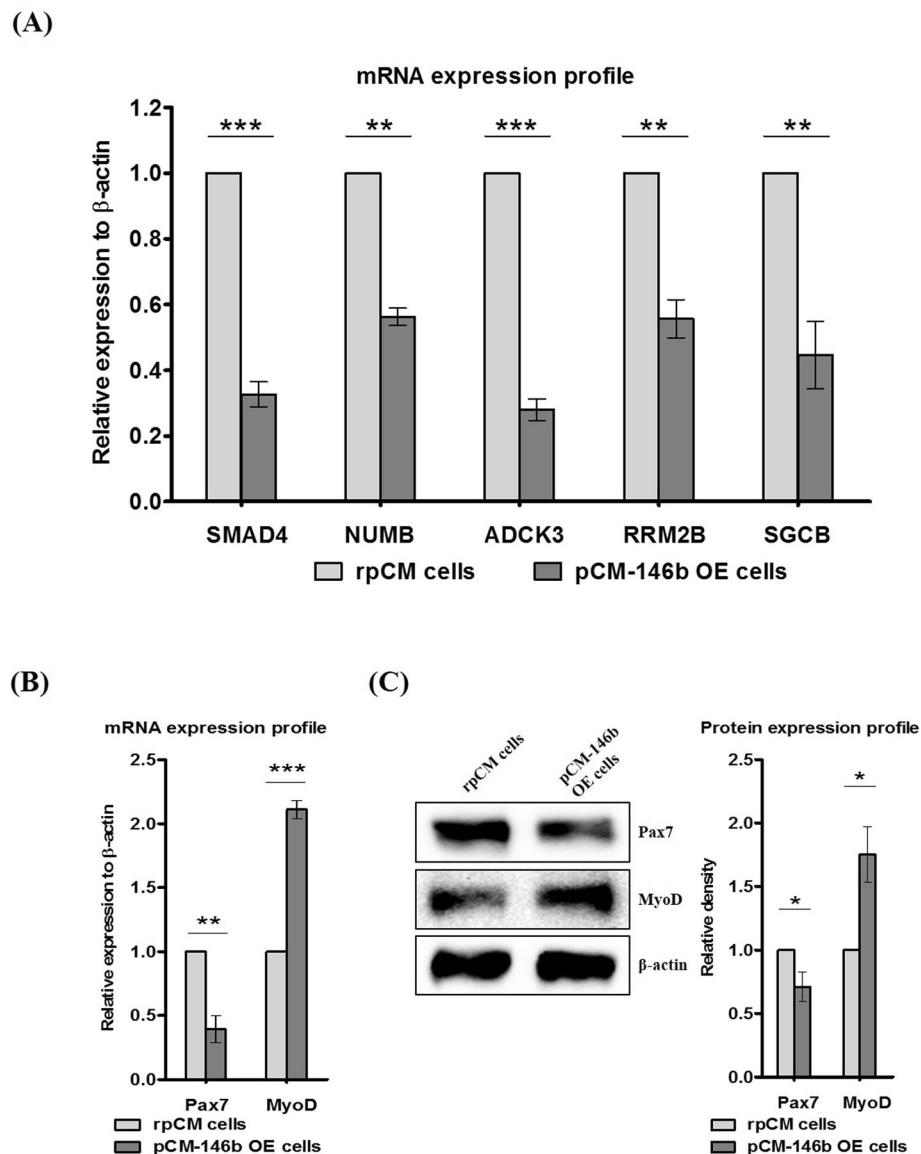 (A)
mRNA expression profile
Relative expression to β-actin
1.2
1.0
0.8
0.6
0.4
0.2
0.0
*** ** *** ** **
SMAD4 NUMB ADCK3 RRM2B SGCB
rpCM cells pCM-146b OE cells
(B)
mRNA expression profile
Relative expression to β-actin
2.5
2.0
1.5
1.0
0.5
0.0
** ***
Pax7 MyoD
rpCM cells
pCM-146b OE cells
(C)
rpCM cells
pCM-146b
OE cells
Pax7
MyoD
β-actin
Protein expression profile
Relative density
2.5
2.0
1.5
1.0
0.5
0.0
* *
Pax7 MyoD
rpCM cells
pCM-146b OE cells